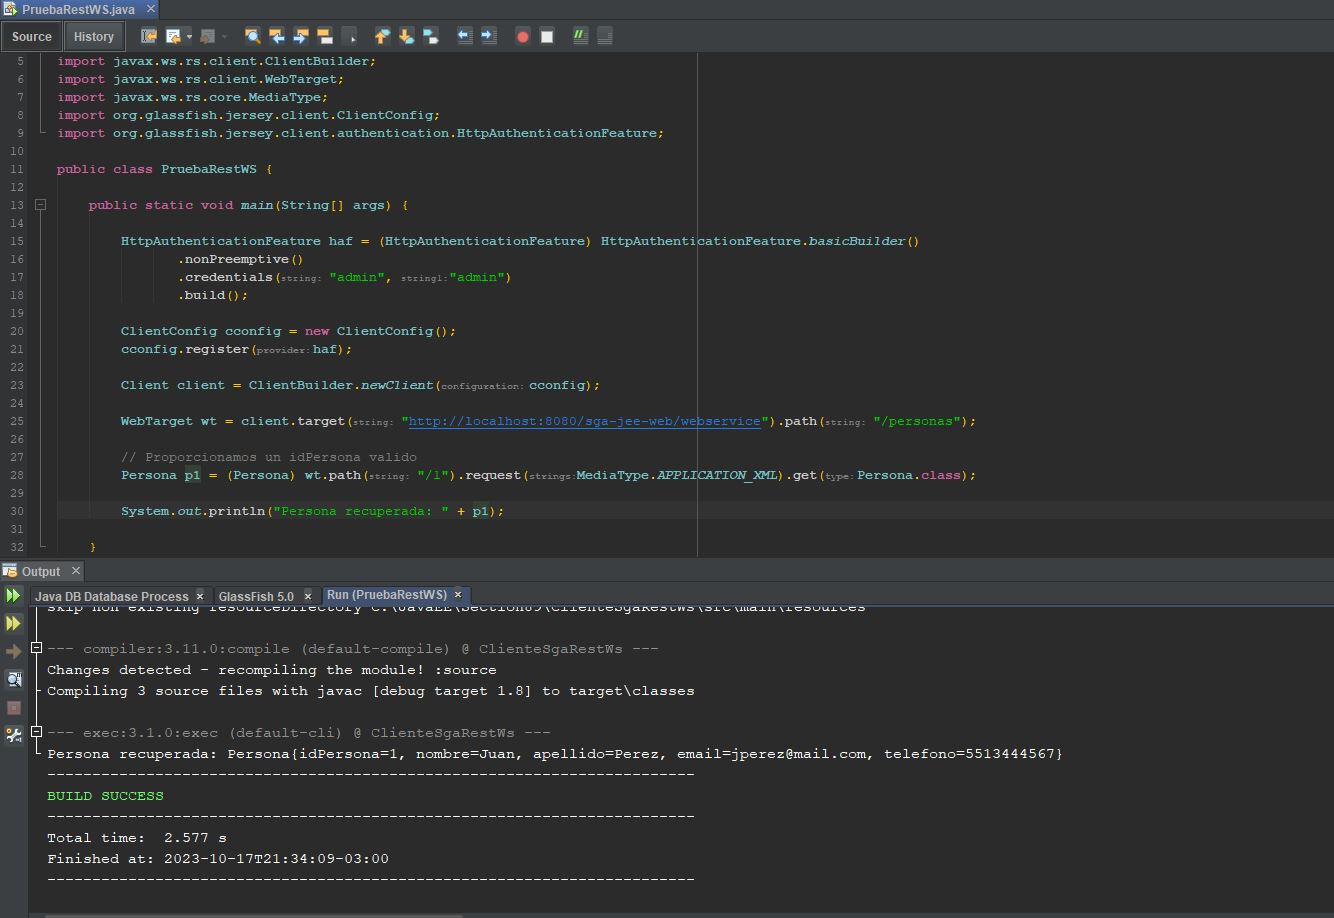 PruebaRestWS.java
Source History
5 import javax.ws.rs.client.ClientBuilder;
6 import javax.ws.rs.client.WebTarget;
7 import javax.ws.rs.core.MediaType;
8 import org.glassfish.jersey.client.ClientConfig;
9 import org.glassfish.jersey.client.authentication.HttpAuthenticationFeature;
10
11 public class PruebaRestWS {
12
13 public static void main(String[] args) {
14
15 HttpAuthenticationFeature haf = (HttpAuthenticationFeature) HttpAuthenticationFeature.basicBuilder()
16 .nonPreemptive()
17 .credentials(string: "admin", string1:"admin")
18 .build();
19
20 ClientConfig cconfig = new ClientConfig();
21 cconfig.register(provider:haf);
22
23 Client client = ClientBuilder.newClient(configuration: cconfig);
24
25 WebTarget wt = client.target(string: "http://localhost:8080/sga-jee-web/webservice").path(string: "/personas");
26
27 // Proporcionamos un idPersona valido
28 Persona p1 = (Persona) wt.path(string: "/1").request(strings:MediaType.APPLICATION_XML).get(type:Persona.class);
29
30 System.out.println("Persona recuperada: " + p1);
31
32 }
Output
Java DB Database Process GlassFish 5.0 Run (PruebaRestWS)
skip non existing resourceDirectory C:\JavaEE\Section89\ClienteSgaRestWs\src\main\resources
--- compiler:3.11.0:compile (default-compile) @ ClienteSgaRestWs ---
Changes detected - recompiling the module! :source
Compiling 3 source files with javac [debug target 1.8] to target\classes
--- exec:3.1.0:exec (default-cli) @ ClienteSgaRestWs ---
Persona recuperada: Persona{idPersona=1, nombre=Juan, apellido=Perez, email=jperez@mail.com, telefono=5513444567}
------------------------------------------------------------------------
BUILD SUCCESS
------------------------------------------------------------------------
Total time:  2.577 s
Finished at: 2023-10-17T21:34:09-03:00
------------------------------------------------------------------------